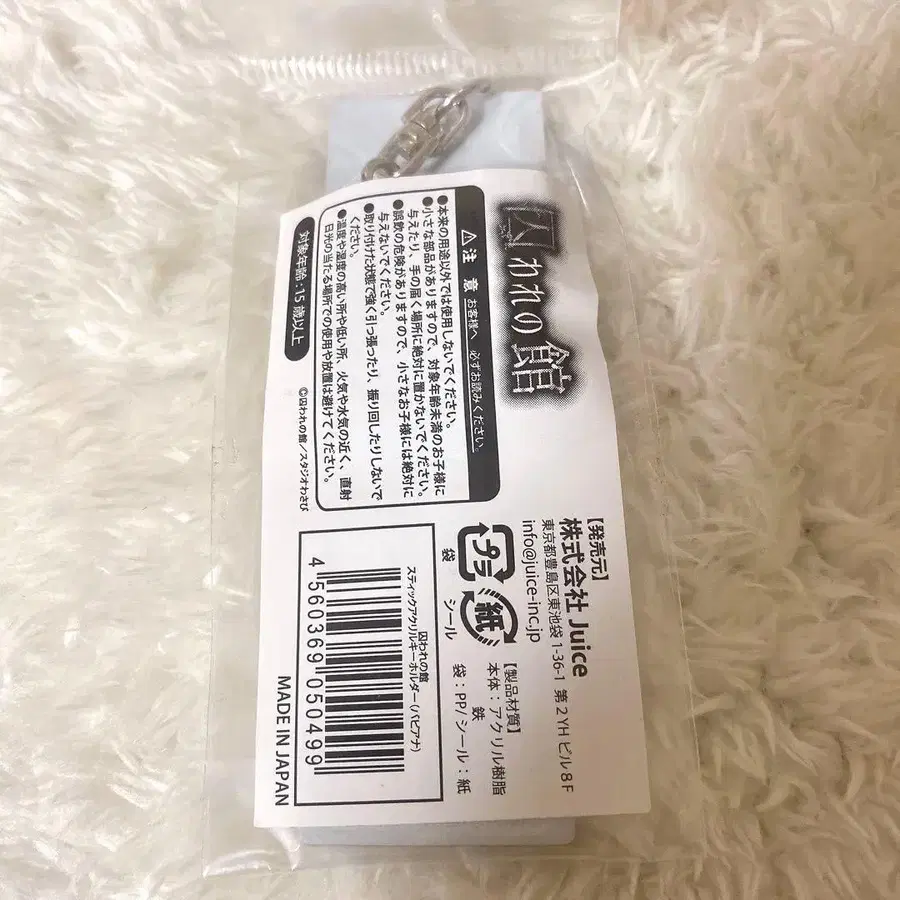 囚われの館
⚠注 意 お客様へ 必ずお読みください。
●本来の用途以外では使用しないでください。
●小さな部品がありますので、対象年齢未満のお子様に
与えたり、手の届く場所に絶対に置かないでください。
●誤飲の危険がありますので、小さなお子様には絶対に
与えないでください。
●取り付けた状態で強く引っ張ったり、振り回したりしないで
ください。
●温度や湿度の高い所や低い所、火気や水気の近く、直射
日光の当たる場所での使用や放置は避けてください。
対象年齢:15歳以上
©囚われの館/スタジオわさび
【発売元】
株式会社 Juice
東京都豊島区東池袋 1-36-1 第2YHビル8F
info@juice-inc.jp
プラ
袋
紙
シール
【製品材質】
本体:アクリル樹脂
鉄
袋:PP/シール:紙
囚われの館
スティックアクリルキーホルダー(バビアナ)
4 560369 050499
MADE IN JAPAN